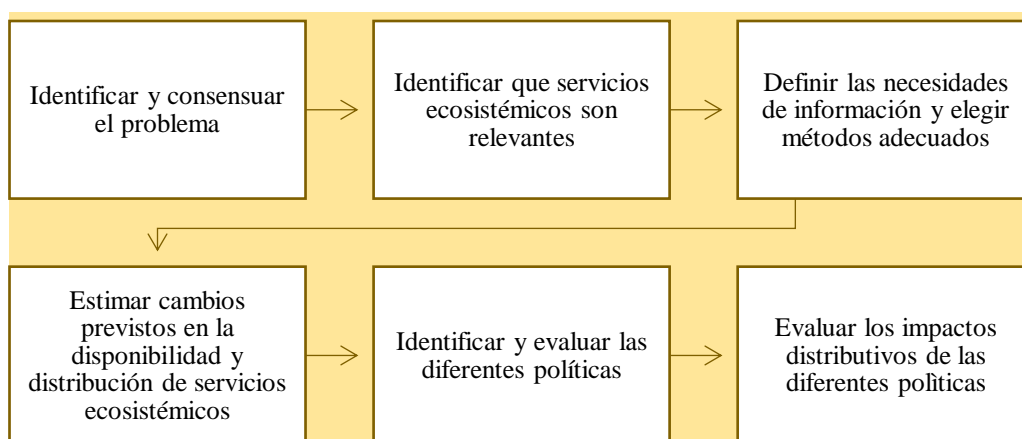 Identificar y consensuar
el problema
Identificar que servicios
ecosistémicos son
relevantes
Definir las necesidades
de información y elegir
métodos adecuados
Estimar cambios
previstos en la
disponibilidad y
distribución de servicios
ecosistémicos
Identificar y evaluar las
diferentes políticas
Evaluar los impactos
distributivos de las
diferentes polìticas